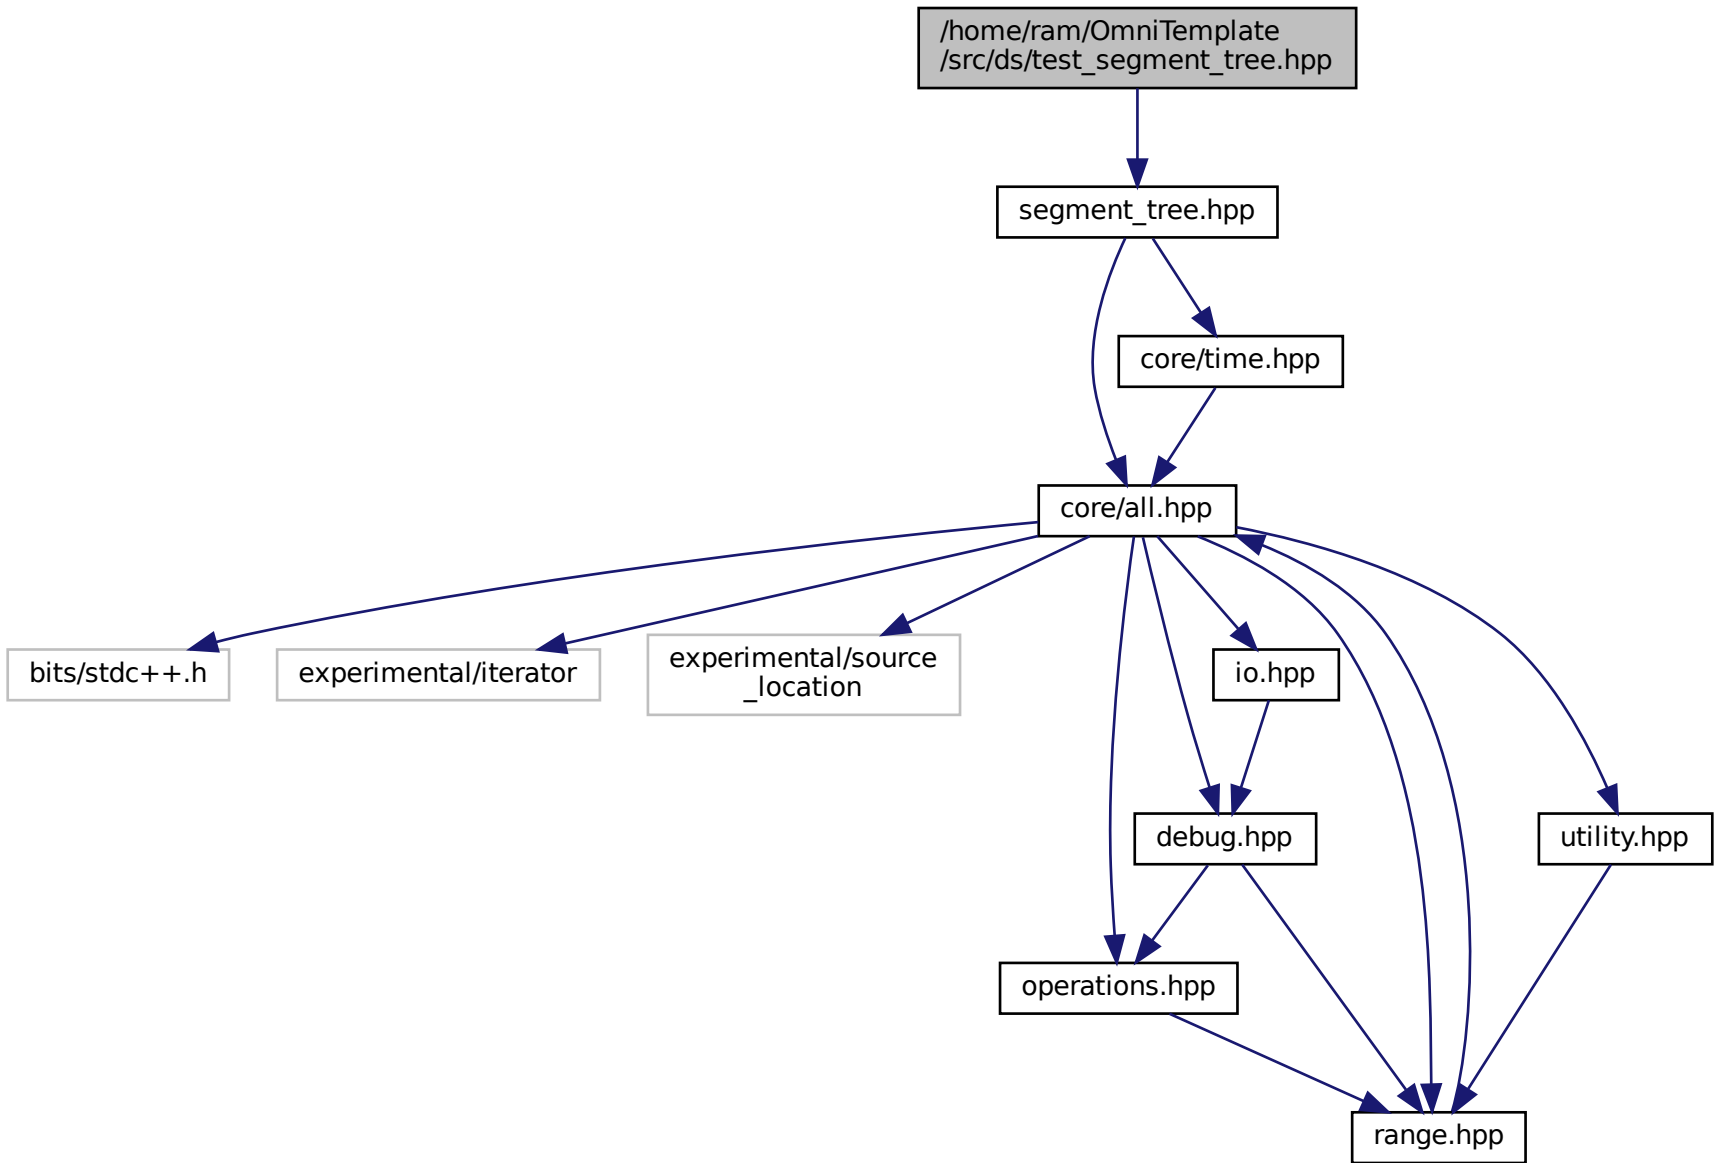 /home/ram/OmniTemplate
/src/ds/test_segment_tree.hpp
segment_tree.hpp
core/time.hpp
core/all.hpp
bits/stdc++.h
experimental/iterator
experimental/source
_location
io.hpp
debug.hpp
utility.hpp
operations.hpp
range.hpp